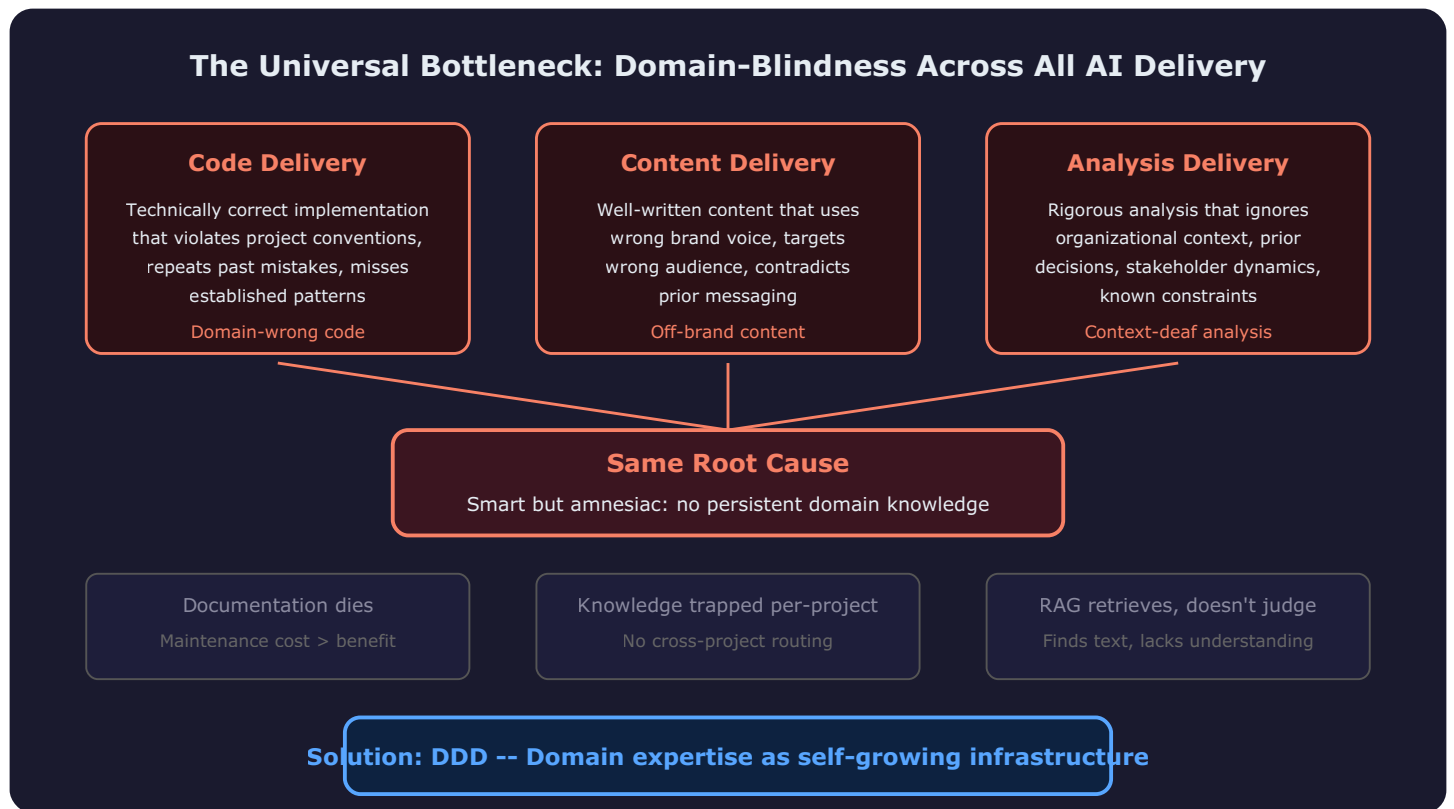 The Universal Bottleneck: Domain-Blindness Across All AI Delivery
Code Delivery
Technically correct implementation
that violates project conventions,
repeats past mistakes, misses
established patterns
Domain-wrong code
Content Delivery
Well-written content that uses
wrong brand voice, targets
wrong audience, contradicts
prior messaging
Off-brand content
Analysis Delivery
Rigorous analysis that ignores
organizational context, prior
decisions, stakeholder dynamics,
known constraints
Context-deaf analysis
Same Root Cause
Smart but amnesiac: no persistent domain knowledge
Documentation dies
Maintenance cost > benefit
Knowledge trapped per-project
No cross-project routing
RAG retrieves, doesn't judge
Finds text, lacks understanding
Solution: DDD -- Domain expertise as self-growing infrastructure